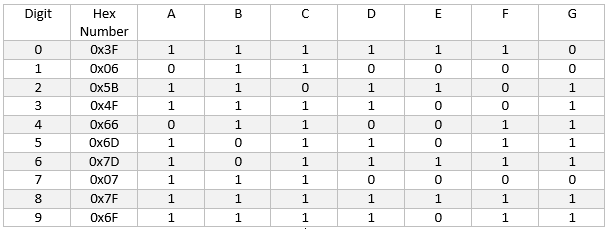 Digit Hex Number A B C D E F G
0 0x3F 1 1 1 1 1 1 0
1 0x06 0 1 1 0 0 0 0
2 0x5B 1 1 0 1 1 0 1
3 0x4F 1 1 1 1 0 0 1
4 0x66 0 1 1 0 0 1 1
5 0x6D 1 0 1 1 0 1 1
6 0x7D 1 0 1 1 1 1 1
7 0x07 1 1 1 0 0 0 0
8 0x7F 1 1 1 1 1 1 1
9 0x6F 1 1 1 1 0 1 1